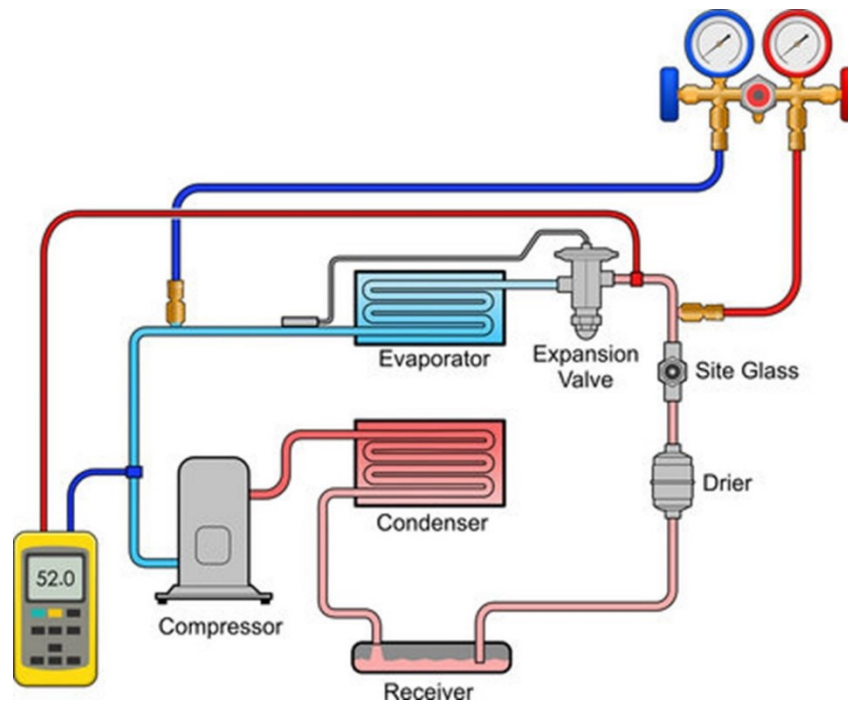 Evaporator
Expansion
Valve
Site Glass
Condenser
Drier
52.0
Compressor
Receiver